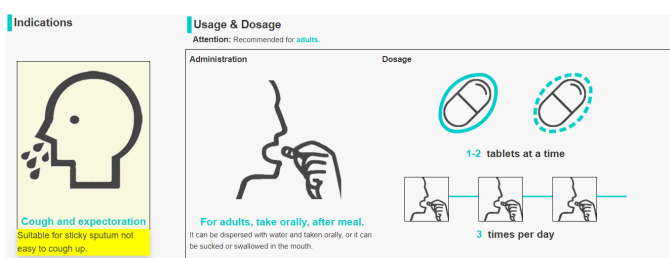 Indications
Usage & Dosage
Attention: Recommended for adults.
Administration
Dosage
1-2 tablets at a time
Cough and expectoration
Suitable for sticky sputum not
easy to cough up.
For adults, take orally, after meal.
It can be dispersed with water and taken orally, or it can
be sucked or swallowed in the mouth.
3 times per day